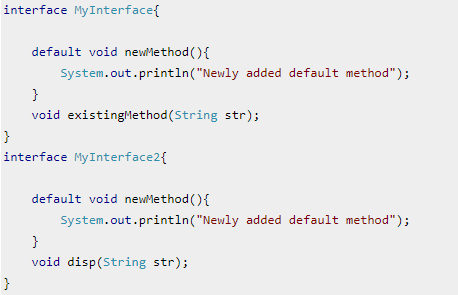 interface MyInterface{
default void newMethod(){
System.out.println("Newly added default method");
}
void existingMethod(String str);
}
interface MyInterface2{
default void newMethod(){
System.out.println("Newly added default method");
}
void disp(String str);
}